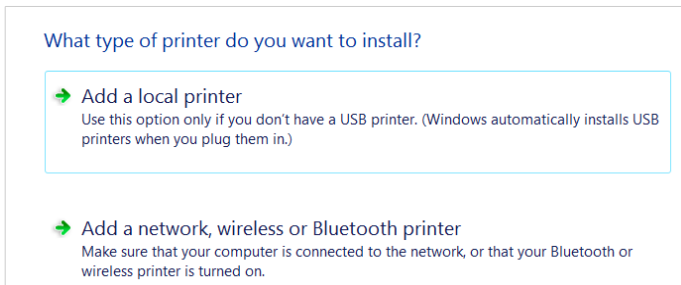 What type of printer do you want to install?
Add a local printer
Use this option only if you don't have a USB printer. (Windows automatically installs USB
printers when you plug them in.)
Add a network, wireless or Bluetooth printer
Make sure that your computer is connected to the network, or that your Bluetooth or
wireless printer is turned on.